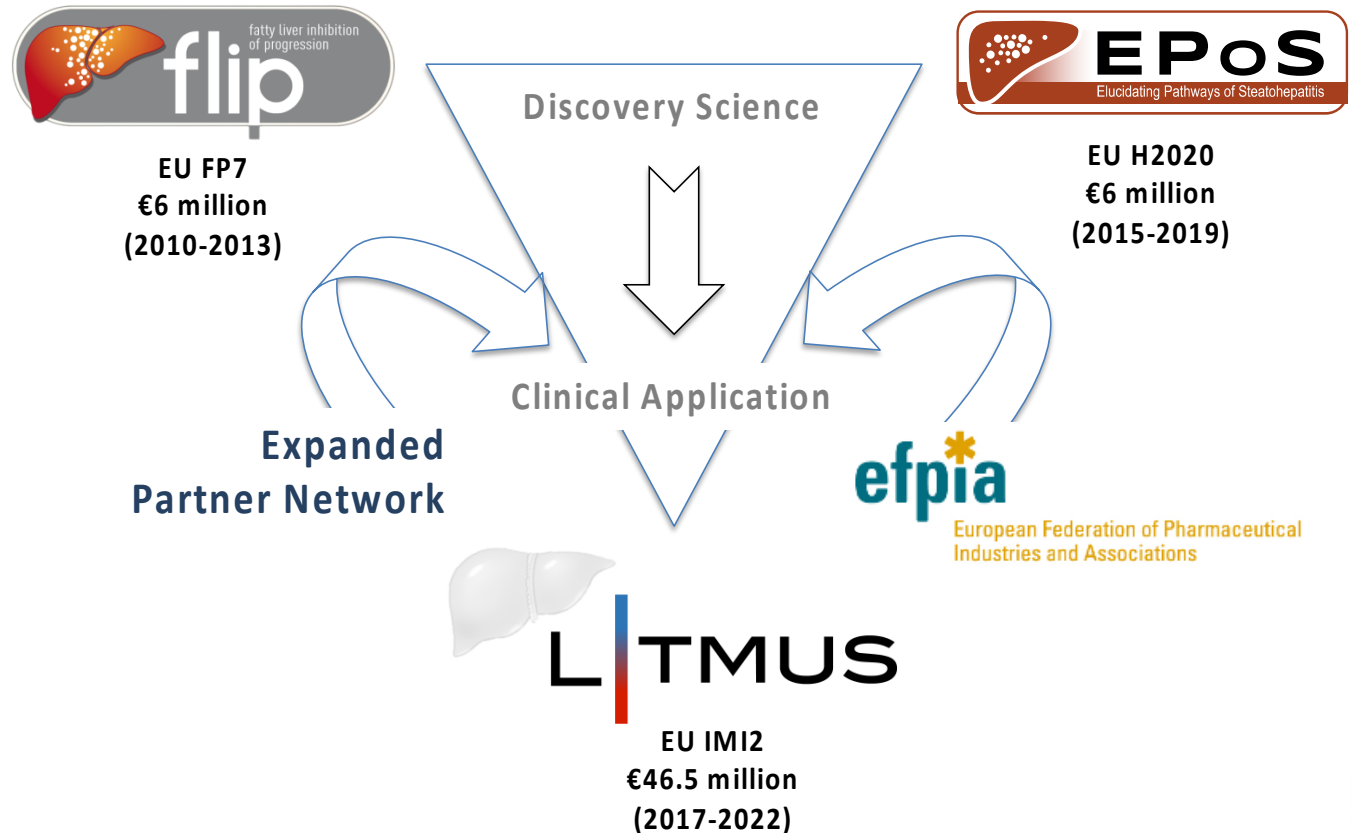 fatty liver inhibition
of progression
flip
EU FP7
€6 million
(2010-2013)
Discovery Science
EPoS
Elucidating Pathways of Steatohepatitis
EU H2020
€6 million
(2015-2019)
Clinical Application
Expanded
Partner Network
efpia
European Federation of Pharmaceutical
Industries and Associations
LITMUS
EU IMI2
€46.5 million
(2017-2022)